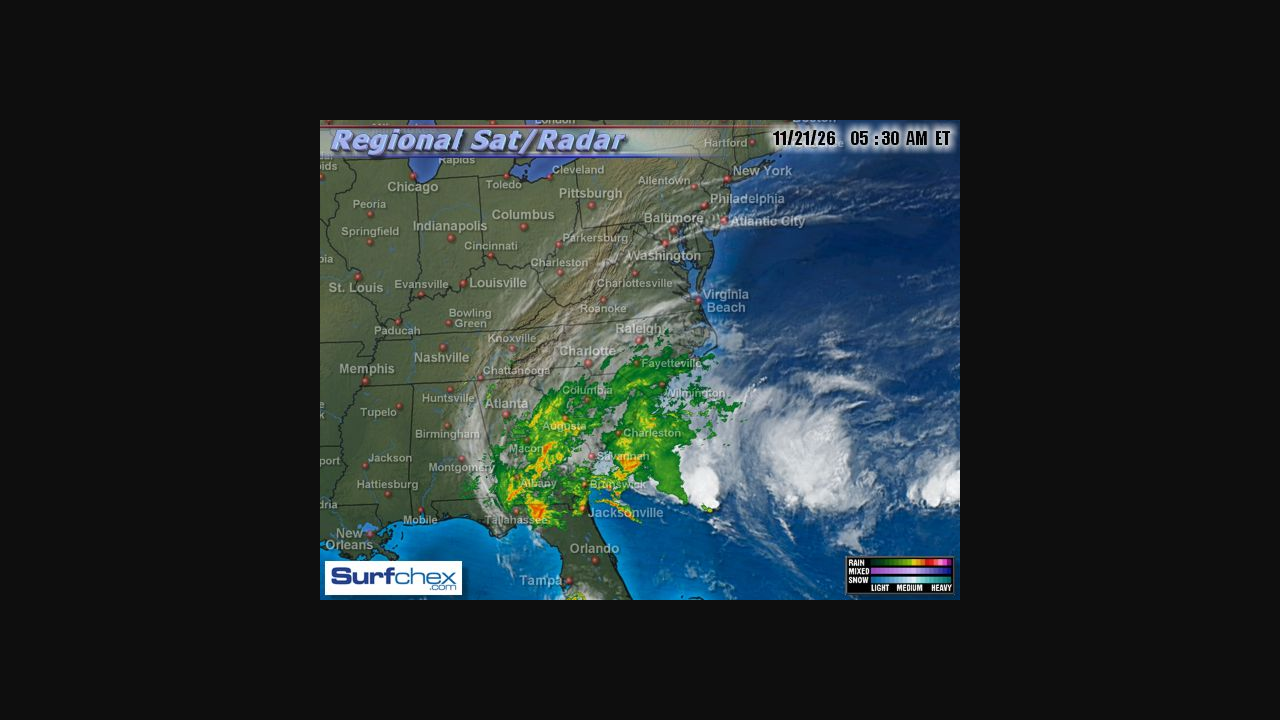 London
Regional Sat/Radar
11/21/26 05 : 30 AM ET
Hartford
Rapids
Cleveland
Chicago
Toledo
Allentown
New York
Pittsburgh
Philadelphia
Peoria
Columbus
Baltimore
Atlantic City
Springfield
Indianapolis
Parkersburg
Cincinnati
Washington
Charleston
St. Louis
Evansville
Louisville
Charlottesville
Virginia
Beach
Roanoke
Bowling
Green
Paducah
Raleigh
Knoxville
Nashville
Charlotte
Memphis
Chattanooga
Fayetteville
Huntsville
Columbia
Wilmington
Atlanta
Tupelo
Birmingham
Augusta
Charleston
Macon
Jackson
Montgomery
Savannah
Hattiesburg
Albany
Brunswick
Mobile
Tallahassee
Jacksonville
New
Orleans
Orlando
Tampa
Surfchex
.com
RAIN
MIXED
SNOW
LIGHT MEDIUM HEAVY